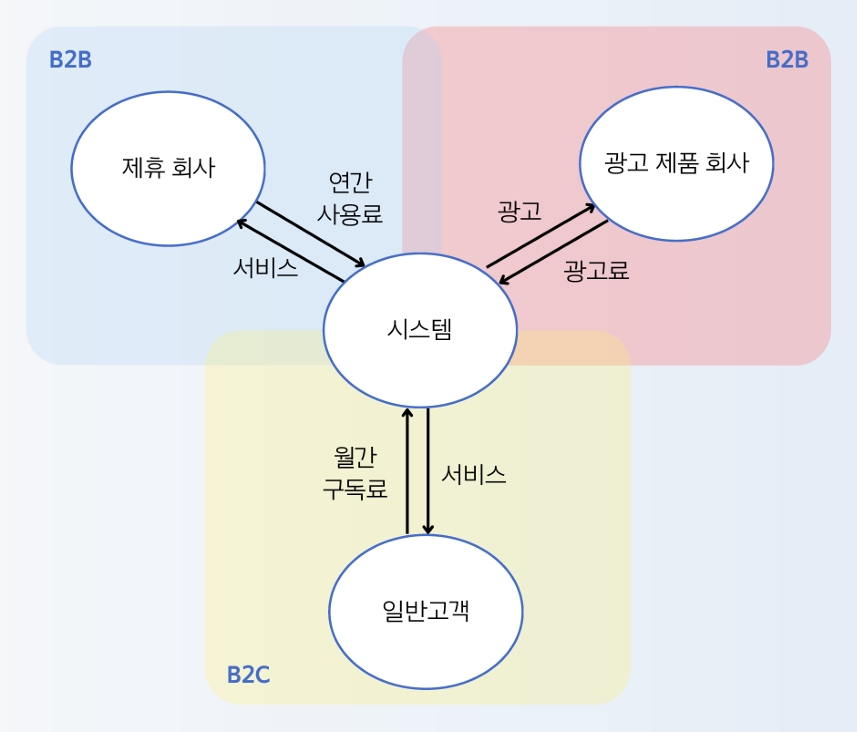 B2B
B2B
제휴 회사
광고 제품 회사
연간
사용료
서비스
광고
광고료
시스템
월간
구독료
서비스
일반고객
B2C